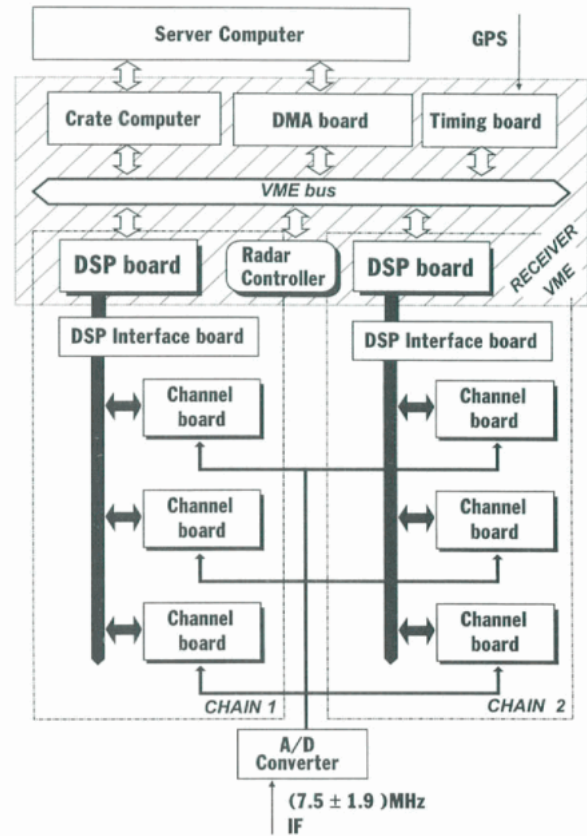 Server Computer
GPS
Crate Computer
DMA board
Timing board
VME bus
DSP board
Radar
Controller
DSP board
RECEIVER
VME
DSP Interface board
DSP Interface board
Channel
board
Channel
board
Channel
board
Channel
board
Channel
board
Channel
board
CHAIN 1
CHAIN 2
A/D
Converter
(7.5 ± 1.9 )MHz
IF